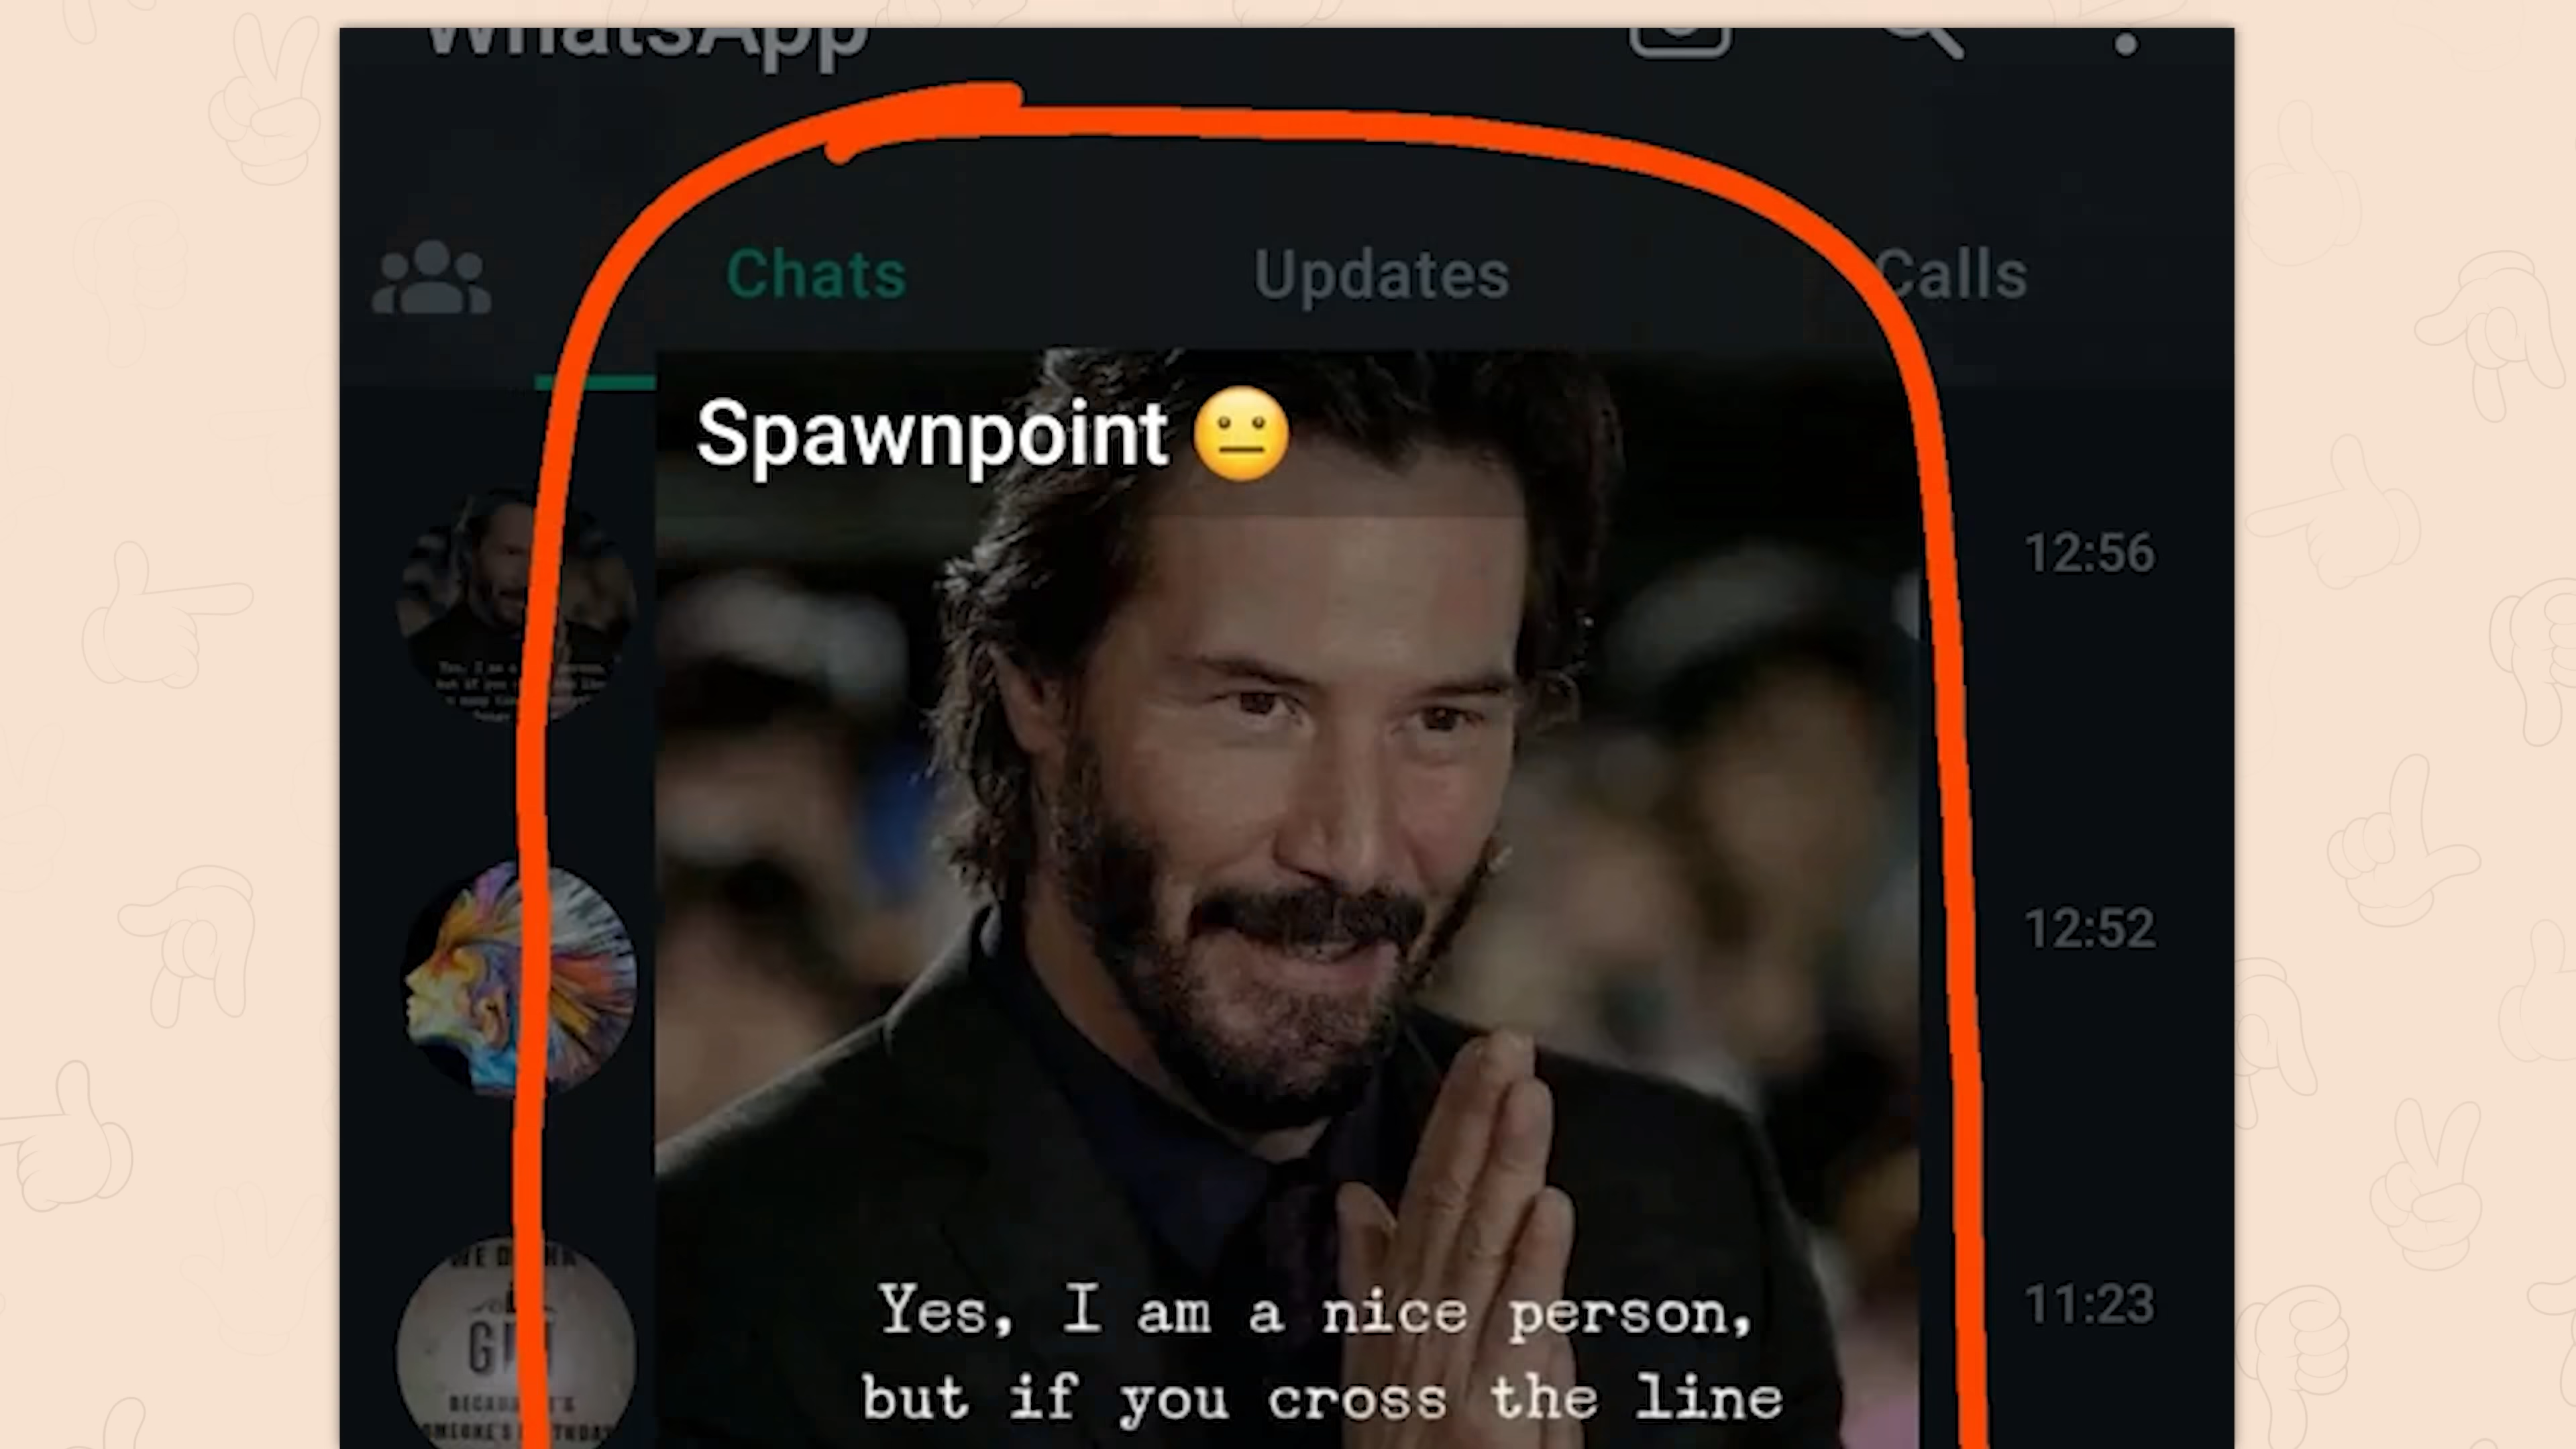 WhatsApp
Chats Updates Calls
Spawnpoint 😐
12:56
12:52
11:23
Yes, I am a nice person,
but if you cross the line